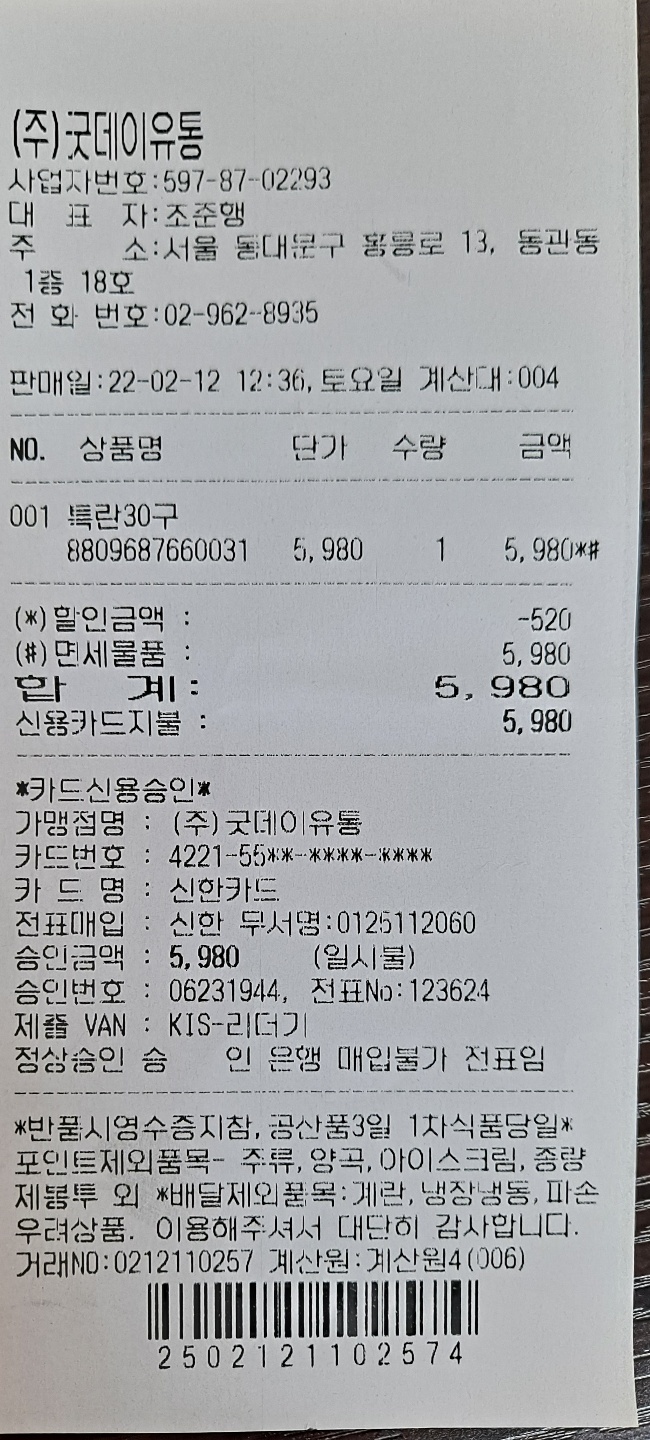 (주)굿데이유통
사업자번호:597-87-02293
대 표 자:조준행
주 소:서울 동대문구 홍릉로 13, 동관동
1층 18호
전 화 번호:02-962-8935
판매일:22-02-12 12:36,토요일 계산대:004
NO. 상품명 단가 수량 금액
001 특란30구
8809687660031 5,980 1 5,980*#
(*)할인금액 : -520
(#)면세물품 : 5,980
합 계: 5,980
신용카드지불 : 5,980
*카드신용승인*
가맹점명 : (주)굿데이유통
카드번호 : 4221-55**-****-****
카 드 명 : 신한카드
전표매입 : 신한 무서명:0125112060
승인금액 : 5,980 (일시불)
승인번호 : 06231944, 전표No:123624
제출 VAN : KIS-리더기
정상승인 승 인 은행 매입불가 전표임
*반품시영수증지참,공산품3일 1차식품당일*
포인트제외품목- 주류,양곡,아이스크림,종량
제봉투 외 *배달제외품목:계란,냉장냉동,파손
우려상품. 이용해주셔서 대단히 감사합니다.
거래NO:0212110257 계산원:계산원4(006)
2502121102574